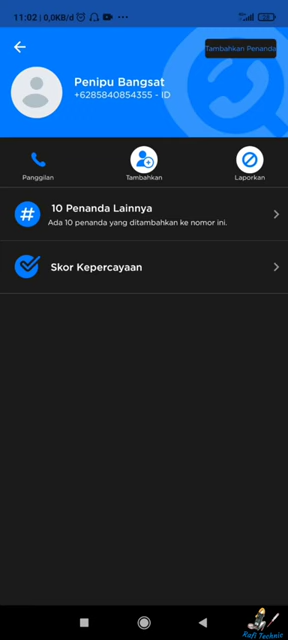 11:02 | 0,0KB/d
Tambahkan Penanda
Penipu Bangsat
+6285840854355 - ID
Panggilan
Tambahkan
Laporkan
10 Penanda Lainnya
Ada 10 penanda yang ditambahkan ke nomor ini.
Skor Kepercayaan
Rafi Technic